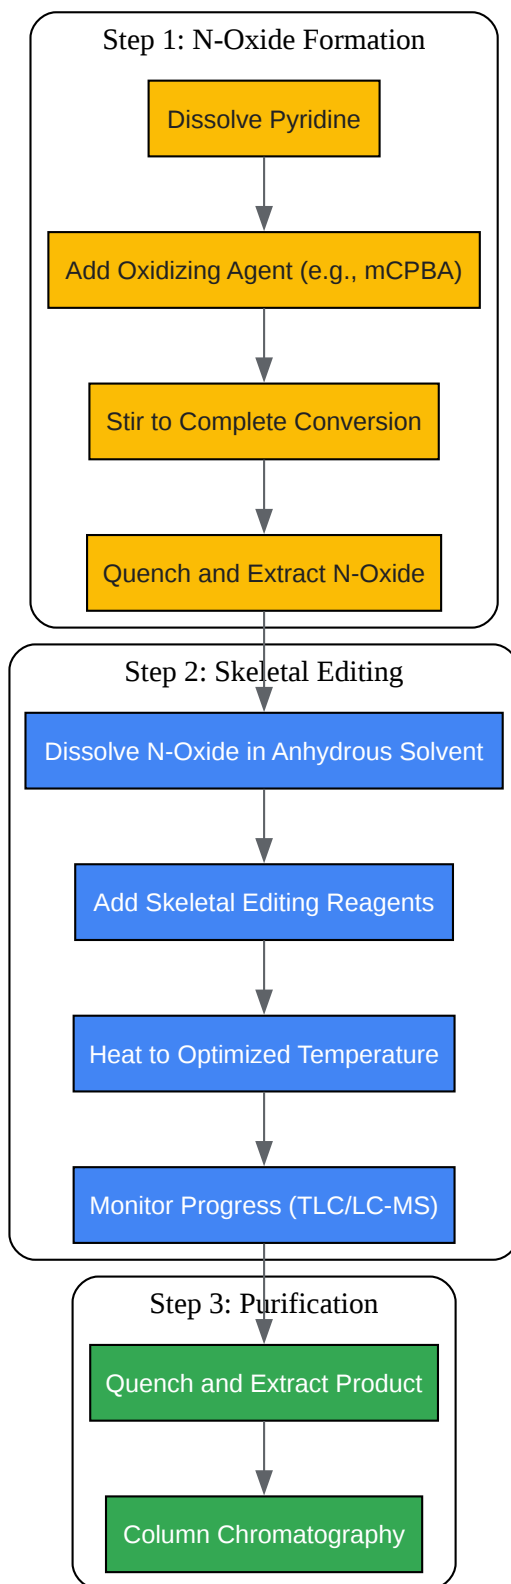 Step 1: N-Oxide Formation
Dissolve Pyridine
Add Oxidizing Agent (e.g., mCPBA)
Stir to Complete Conversion
Quench and Extract N-Oxide
Step 2: Skeletal Editing
Dissolve N-Oxide in Anhydrous Solvent
Add Skeletal Editing Reagents
Heat to Optimized Temperature
Monitor Progress (TLC/LC-MS)
Step 3: Purification
Quench and Extract Product
Column Chromatography